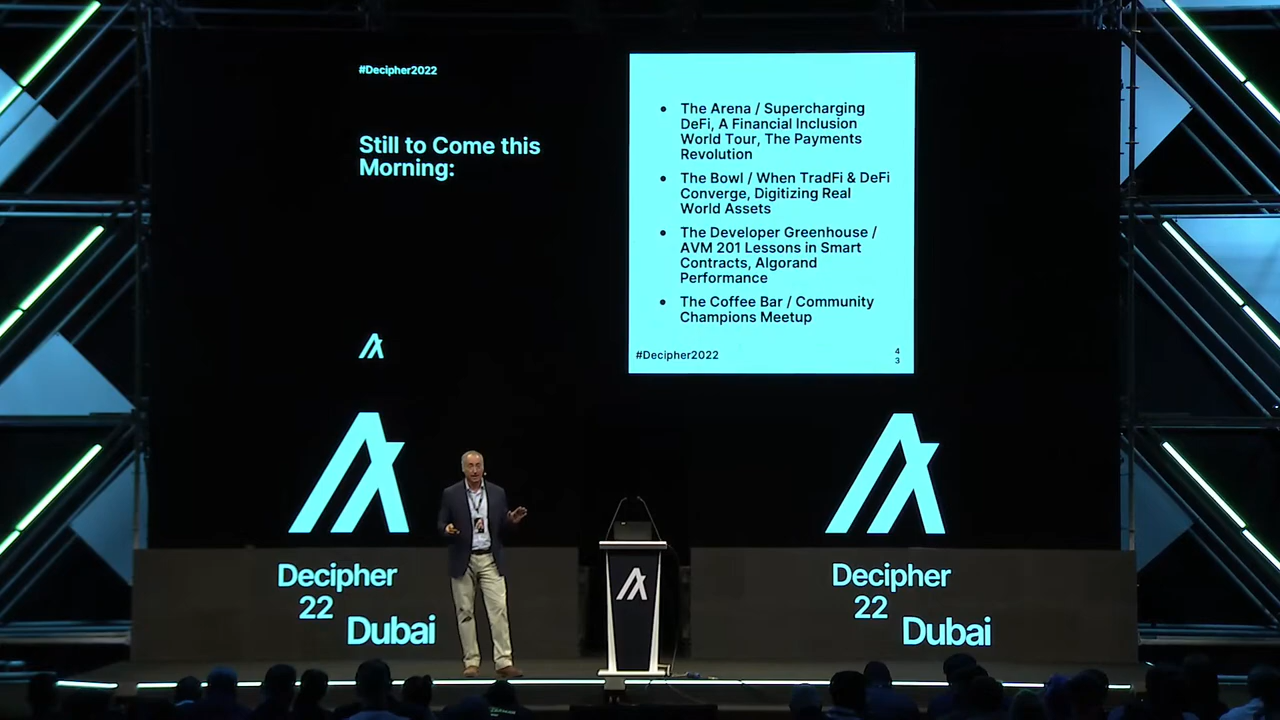 #Decipher2022
Still to Come this
Morning:
• The Arena / Supercharging
DeFi, A Financial Inclusion
World Tour, The Payments
Revolution
• The Bowl / When TradFi & DeFi
Converge, Digitizing Real
World Assets
• The Developer Greenhouse /
AVM 201 Lessons in Smart
Contracts, Algorand
Performance
• The Coffee Bar / Community
Champions Meetup
#Decipher2022
4
3
Decipher
22
Dubai
Decipher
22
Dubai